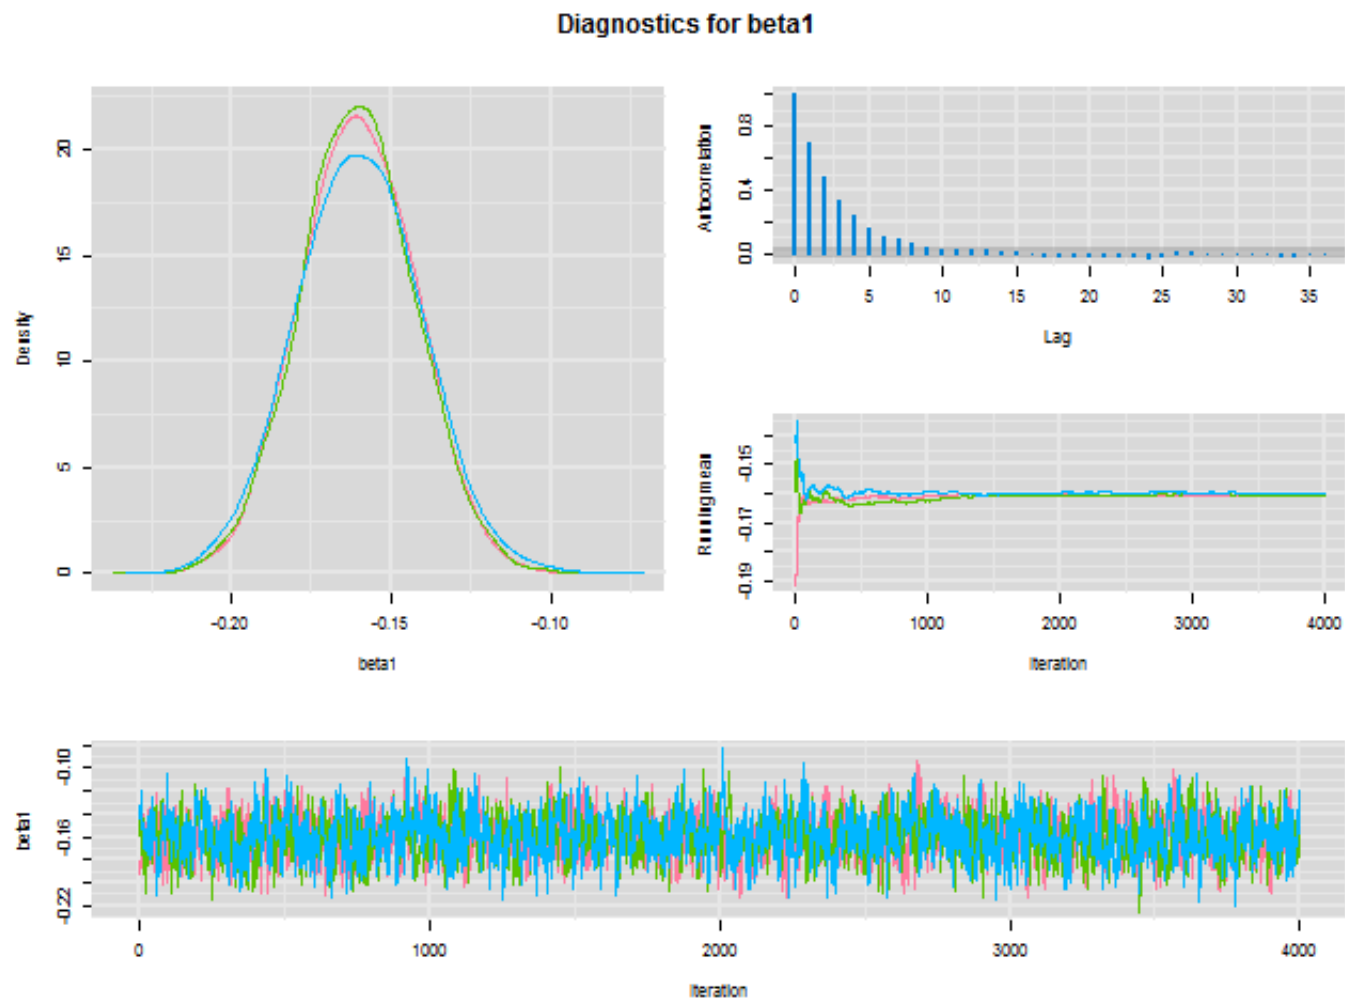 Diagnostics for beta1
Density
20
15
10
5
0
-0.20 -0.15 -0.10
beta1
Autocorrelation
0.8
0.4
0.0
0 5 10 15 20 25 30 35
Lag
Running mean
-0.15
-0.17
-0.19
0 1000 2000 3000 4000
Iteration
beta1
-0.10
-0.16
-0.22
0 1000 2000 3000 4000
Iteration